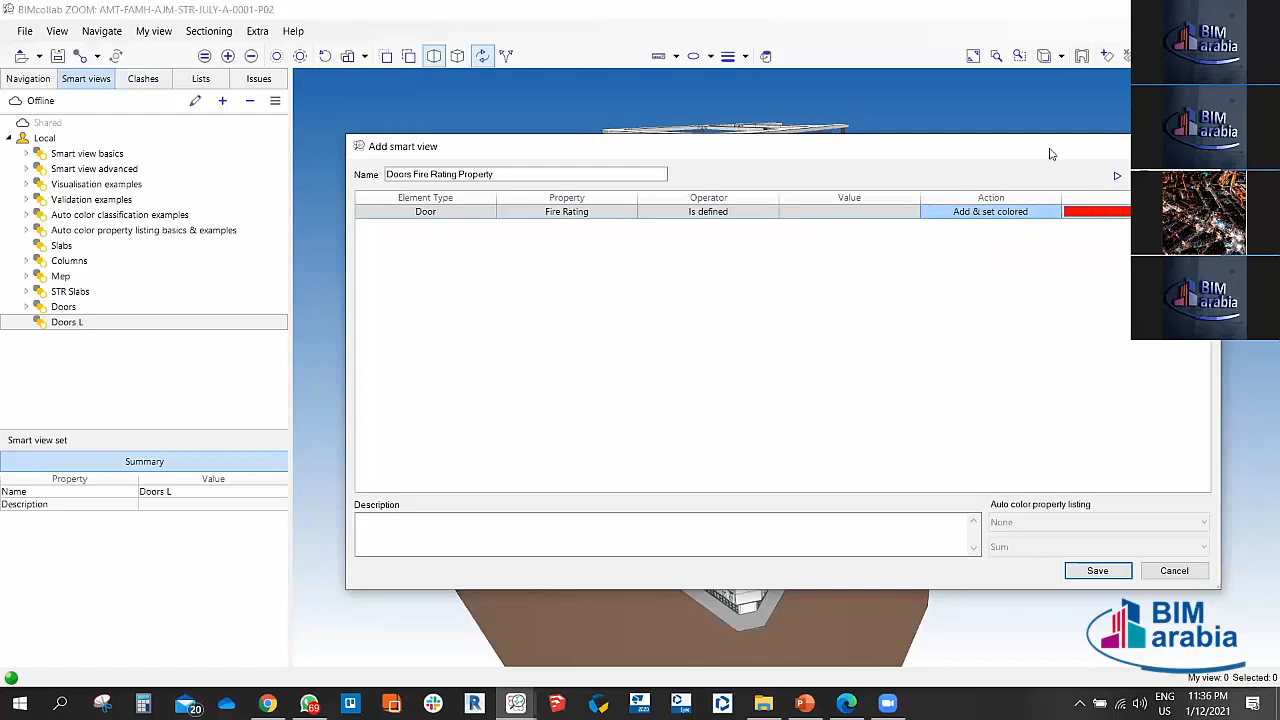 BIMcollab ZOOM: AMT-FAMH-AJM-STR-JULY-A-0001-P02
File View Navigate My view Sectioning Extra Help
Navigation Smart views Clashes Lists Issues
Offline
Shared
Local
Smart view basics
Smart view advanced
Visualisation examples
Validation examples
Auto color classification examples
Auto color property listing basics & examples
Slabs
Columns
Mep
STR Slabs
Doors
Doors L
Smart view set
Summary
Property Value
Name Doors L
Description
Add smart view
Name Doors Fire Rating Property
Element Type Property Operator Value Action
Door Fire Rating Is defined Add & set colored
Description
Auto color property listing
None
Sum
Save Cancel
BIM
arabia
BIM
arabia
BIM
arabia
BIM
arabia
My view: 0 Selected: 0
20
69
2020
ENG
US
11:36 PM
1/12/2021